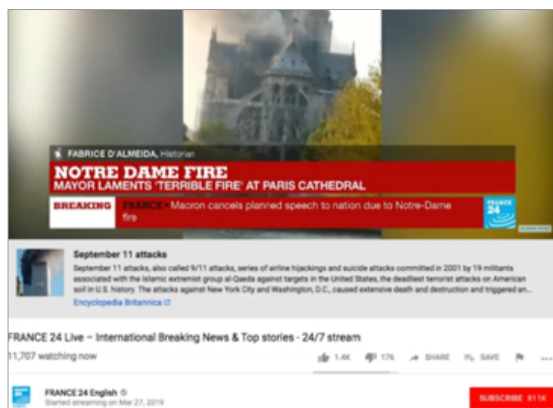 FABRICE D'ALMEIDA, Historian
NOTRE DAME FIRE
MAYOR LAMENTS 'TERRIBLE FIRE' AT PARIS CATHEDRAL
BREAKING FRANCE • Macron cancels planned speech to nation due to Notre-Dame
fire
FRANCE
24
September 11 attacks
September 11 attacks, also called 9/11 attacks, series of airline hijackings and suicide attacks committed in 2001 by 19 militants
associated with the Islamic extremist group al-Qaeda against targets in the United States, the deadliest terrorist attacks on American
soil in U.S. history. The attacks against New York City and Washington, D.C., caused extensive death and destruction and triggered an...
Encyclopedia Britannica
FRANCE 24 Live – International Breaking News & Top stories - 24/7 stream
11,707 watching now
1.4K 176 SHARE SAVE
FRANCE 24 English
Started streaming on Mar 27, 2019
SUBSCRIBE 811K